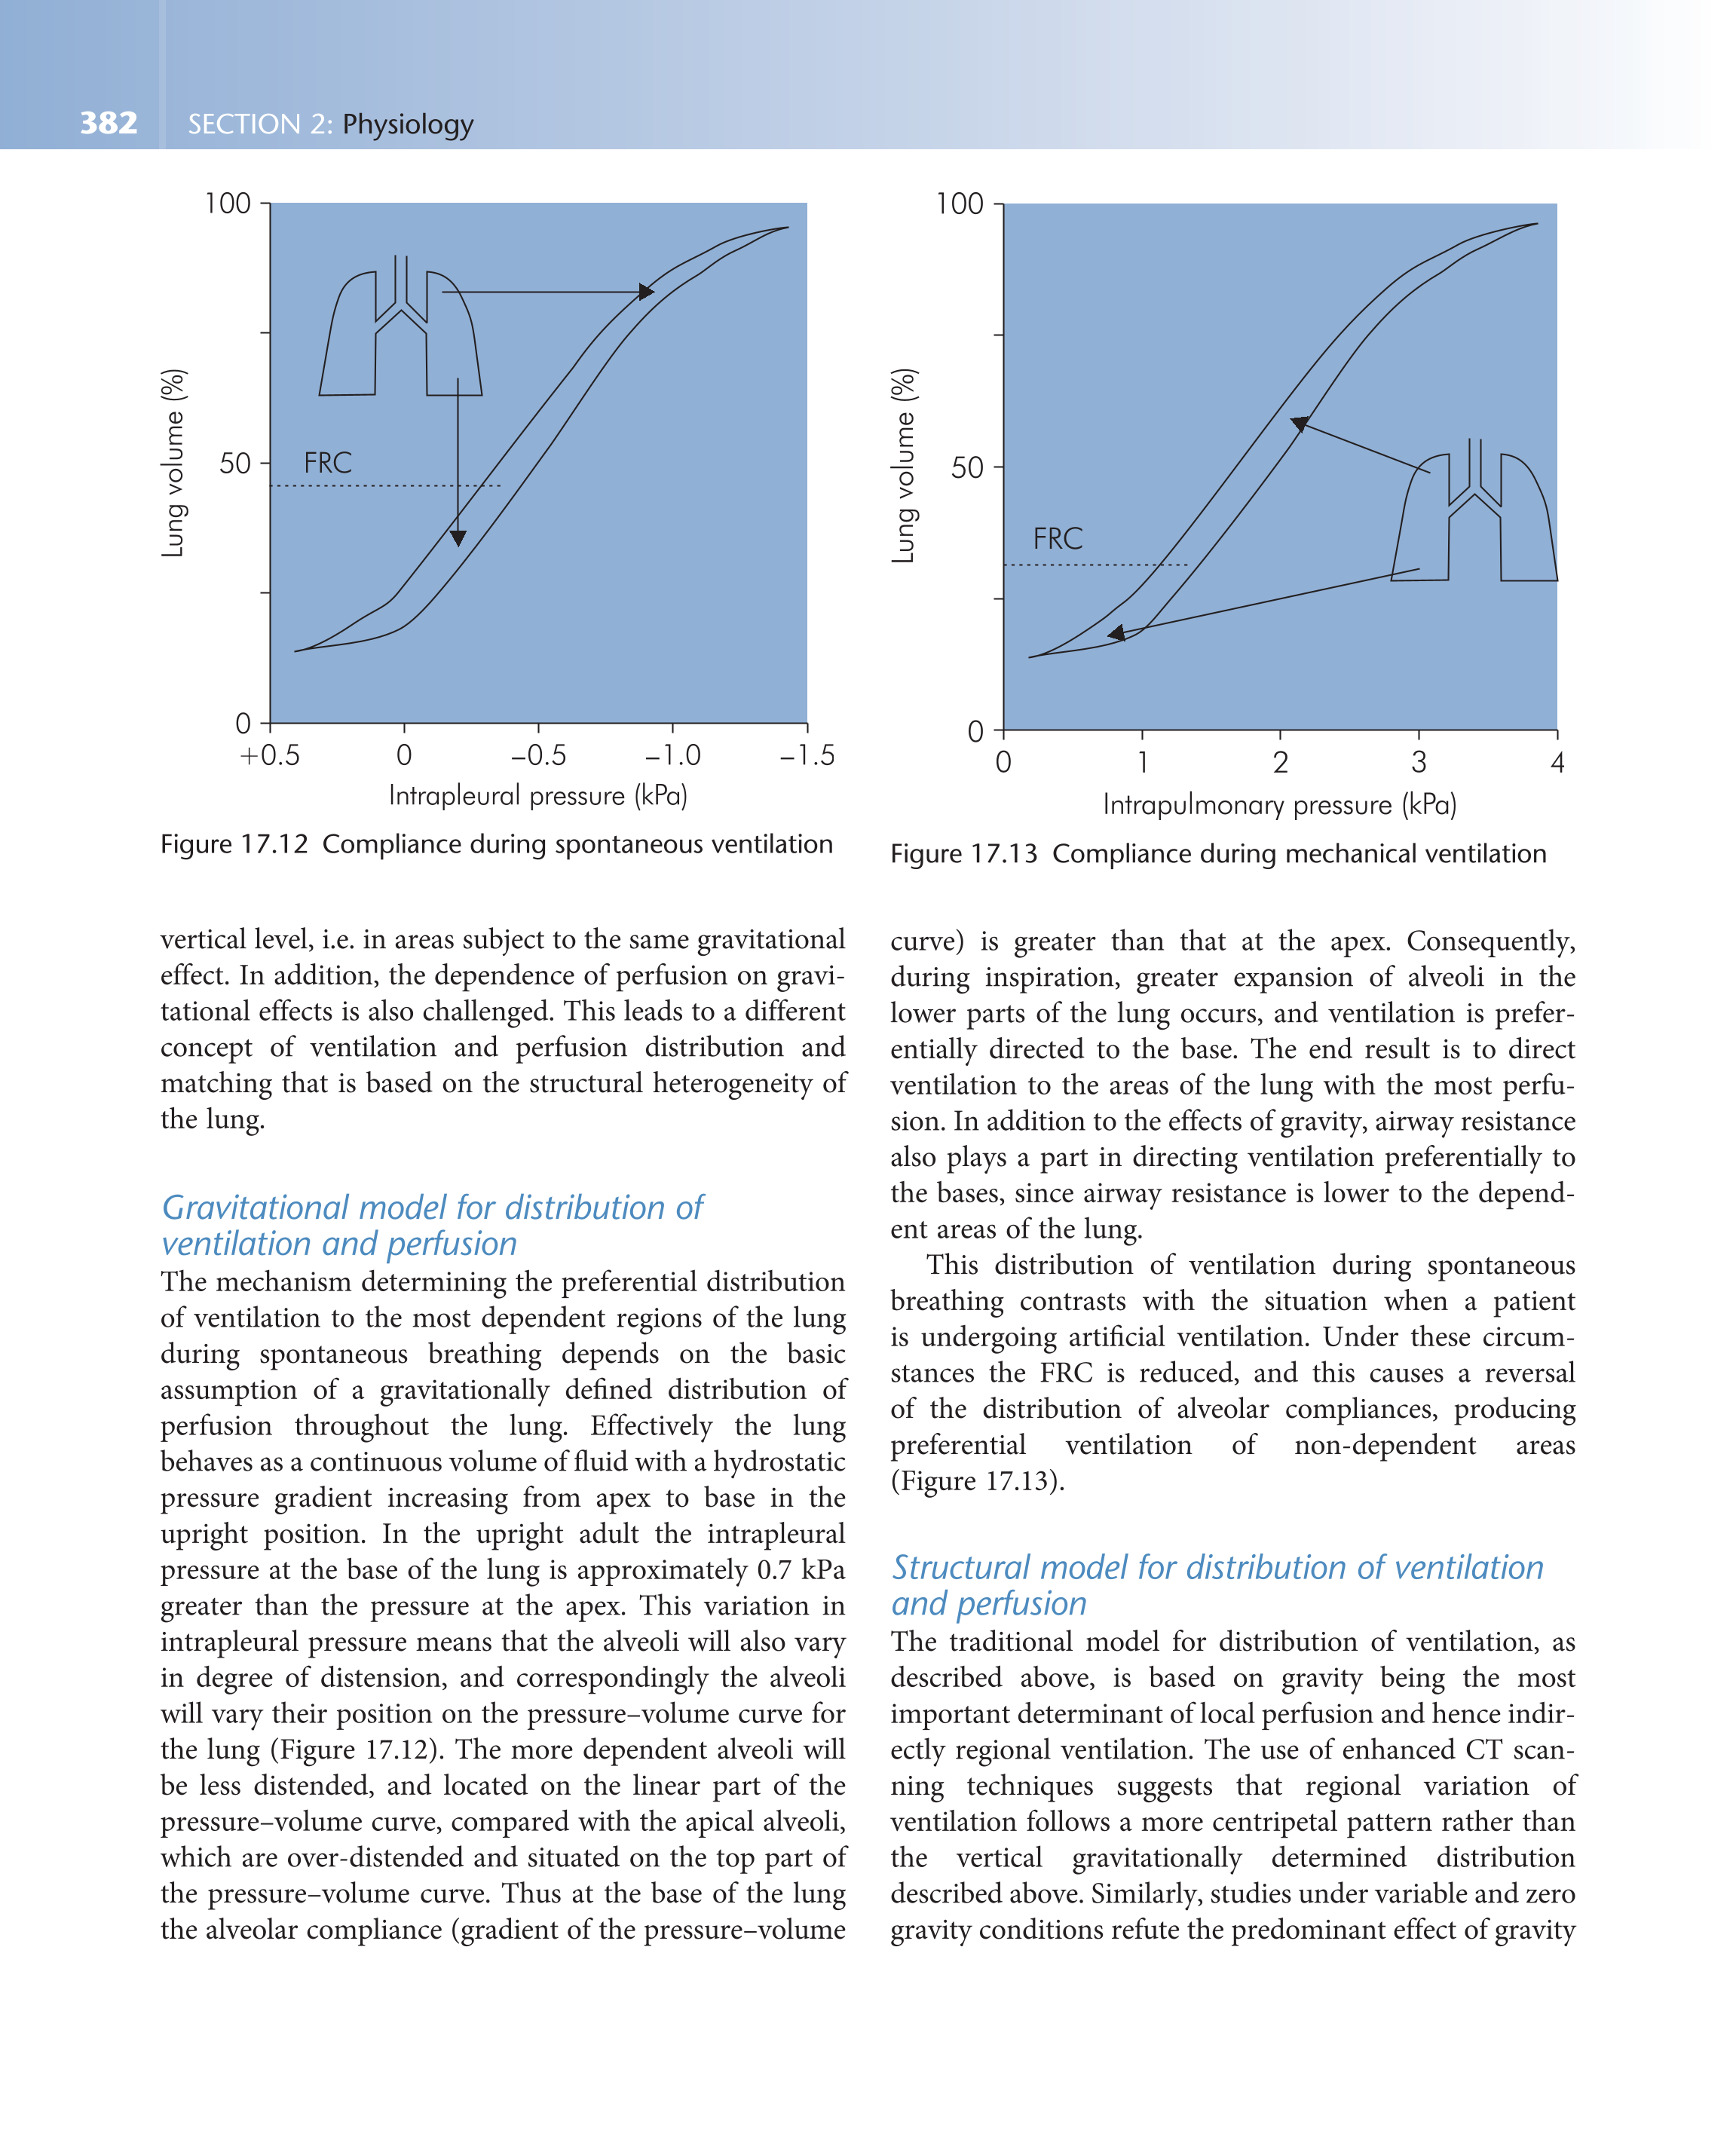 382 SECTION 2: Physiology
100
50
0
FRC
Lung volume (%)
+0.5 0 –0.5 –1.0 –1.5
Intrapleural pressure (kPa)
Figure 17.12 Compliance during spontaneous ventilation
vertical level, i.e. in areas subject to the same gravitational
effect. In addition, the dependence of perfusion on gravi-
tational effects is also challenged. This leads to a different
concept of ventilation and perfusion distribution and
matching that is based on the structural heterogeneity of
the lung.
Gravitational model for distribution of
ventilation and perfusion
The mechanism determining the preferential distribution
of ventilation to the most dependent regions of the lung
during spontaneous breathing depends on the basic
assumption of a gravitationally defined distribution of
perfusion throughout the lung. Effectively the lung
behaves as a continuous volume of fluid with a hydrostatic
pressure gradient increasing from apex to base in the
upright position. In the upright adult the intrapleural
pressure at the base of the lung is approximately 0.7 kPa
greater than the pressure at the apex. This variation in
intrapleural pressure means that the alveoli will also vary
in degree of distension, and correspondingly the alveoli
will vary their position on the pressure–volume curve for
the lung (Figure 17.12). The more dependent alveoli will
be less distended, and located on the linear part of the
pressure–volume curve, compared with the apical alveoli,
which are over-distended and situated on the top part of
the pressure–volume curve. Thus at the base of the lung
the alveolar compliance (gradient of the pressure–volume
100
50
0
FRC
Lung volume (%)
0 1 2 3 4
Intrapulmonary pressure (kPa)
Figure 17.13 Compliance during mechanical ventilation
curve) is greater than that at the apex. Consequently,
during inspiration, greater expansion of alveoli in the
lower parts of the lung occurs, and ventilation is prefer-
entially directed to the base. The end result is to direct
ventilation to the areas of the lung with the most perfu-
sion. In addition to the effects of gravity, airway resistance
also plays a part in directing ventilation preferentially to
the bases, since airway resistance is lower to the depend-
ent areas of the lung.
This distribution of ventilation during spontaneous
breathing contrasts with the situation when a patient
is undergoing artificial ventilation. Under these circum-
stances the FRC is reduced, and this causes a reversal
of the distribution of alveolar compliances, producing
preferential ventilation of non-dependent areas
(Figure 17.13).
Structural model for distribution of ventilation
and perfusion
The traditional model for distribution of ventilation, as
described above, is based on gravity being the most
important determinant of local perfusion and hence indir-
ectly regional ventilation. The use of enhanced CT scan-
ning techniques suggests that regional variation of
ventilation follows a more centripetal pattern rather than
the vertical gravitationally determined distribution
described above. Similarly, studies under variable and zero
gravity conditions refute the predominant effect of gravity